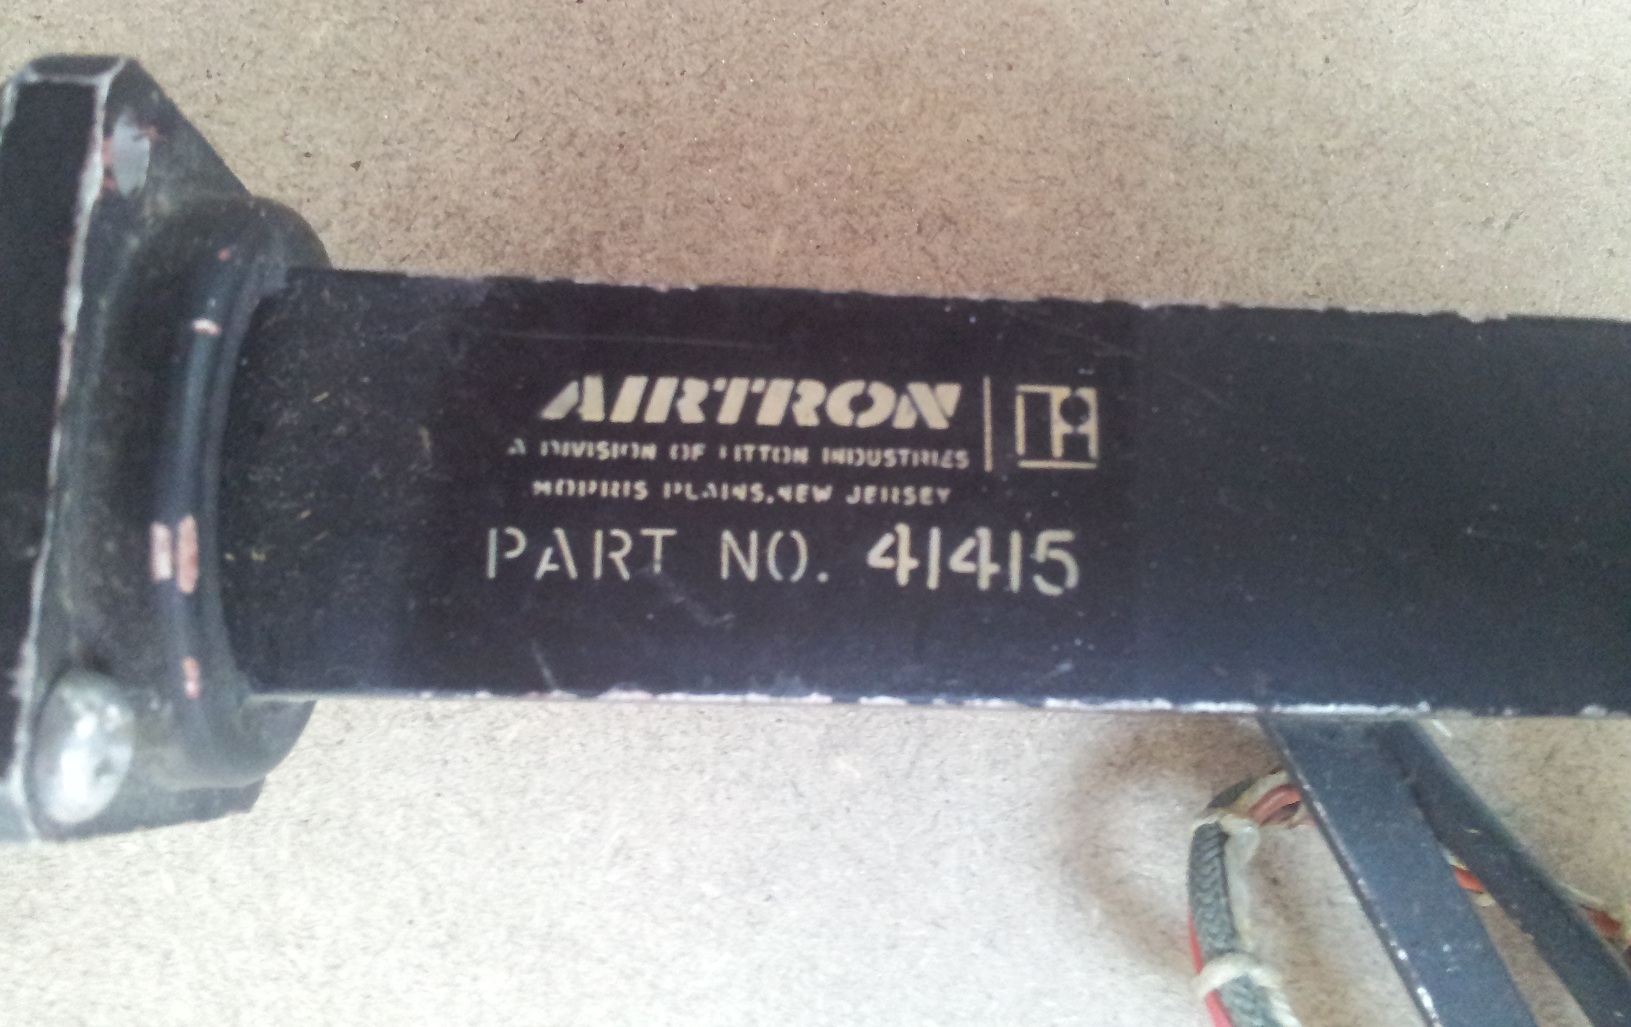 AIRTRON
A DIVISION OF LITTON INDUSTRIES
MORRIS PLAINS, NEW JERSEY
PART NO. 41415